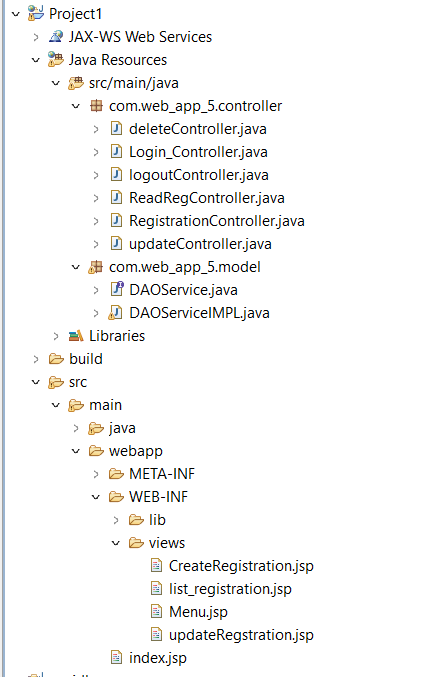 Project1
JAX-WS Web Services
Java Resources
src/main/java
com.web_app_5.controller
deleteController.java
Login_Controller.java
logoutController.java
ReadRegController.java
RegistrationController.java
updateController.java
com.web_app_5.model
DAOService.java
DAOServiceIMPL.java
Libraries
build
src
main
java
webapp
META-INF
WEB-INF
lib
views
CreateRegistration.jsp
list_registration.jsp
Menu.jsp
updateRegstration.jsp
index.jsp